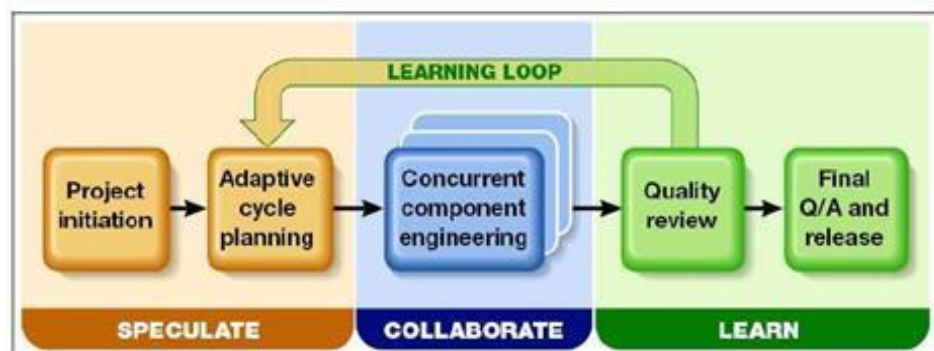 LEARNING LOOP
Project
initiation
Adaptive
cycle
planning
Concurrent
component
engineering
Quality
review
Final
Q/A and
release
SPECULATE
COLLABORATE
LEARN